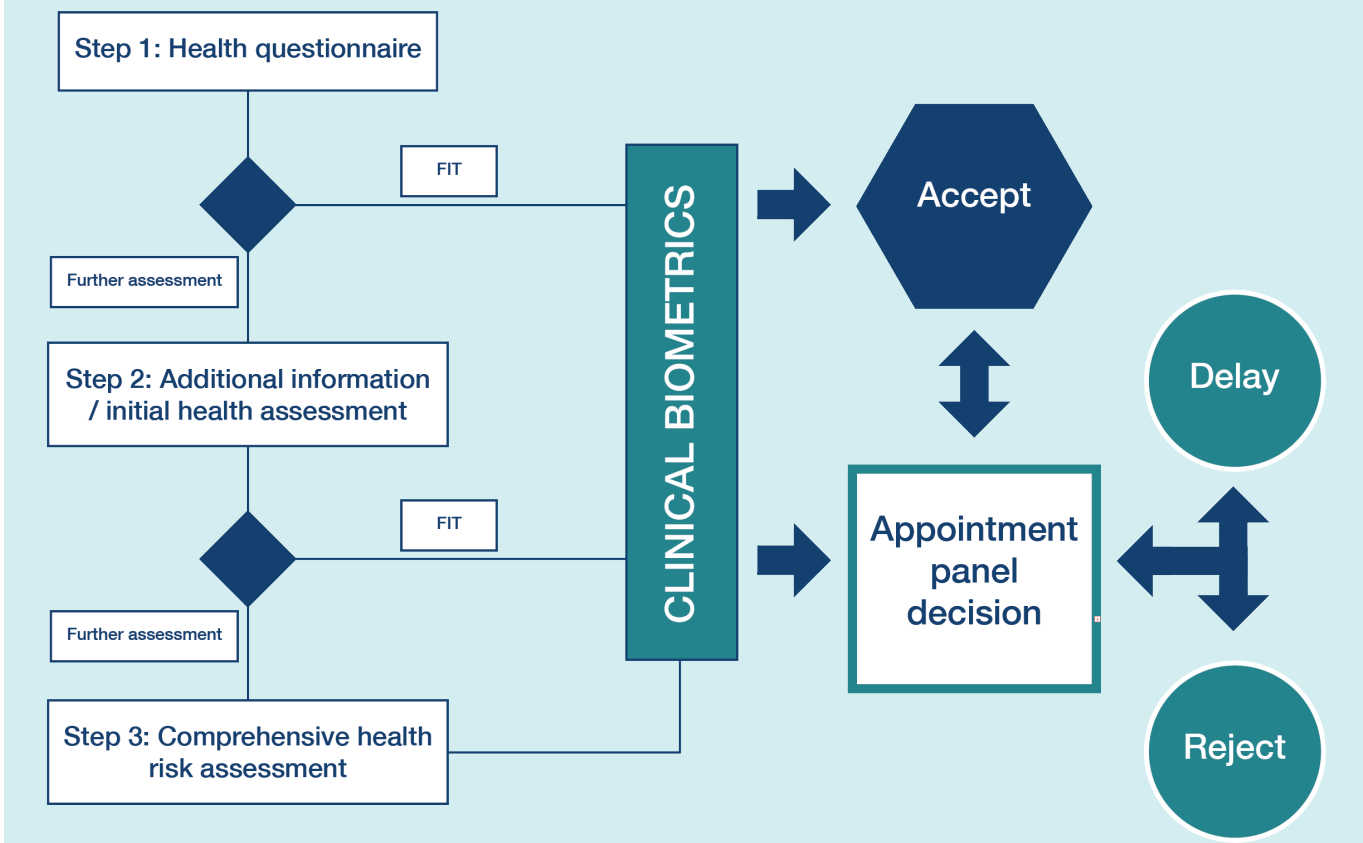 Step 1: Health questionnaire
FIT
Further assessment
Step 2: Additional information
/ initial health assessment
FIT
Further assessment
Step 3: Comprehensive health
risk assessment
CLINICAL BIOMETRICS
Accept
Appointment
panel
decision
Delay
Reject